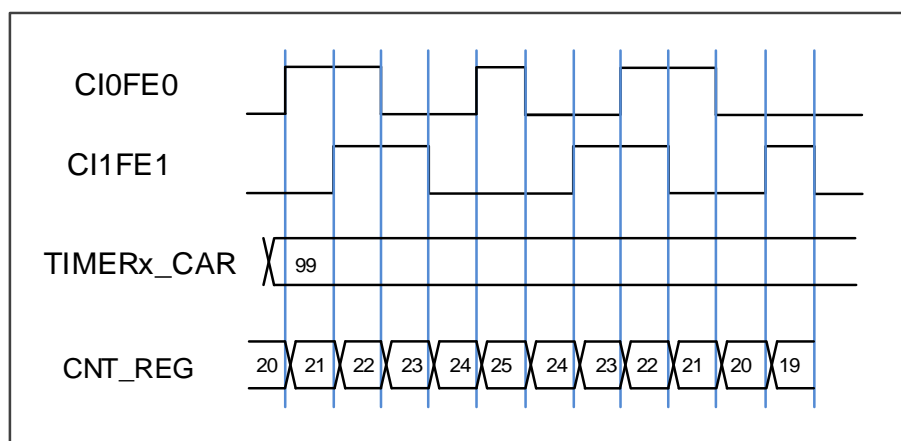 CI0FE0
CI1FE1
TIMERx_CAR 99
CNT_REG 20 21 22 23 24 25 24 23 22 21 20 19